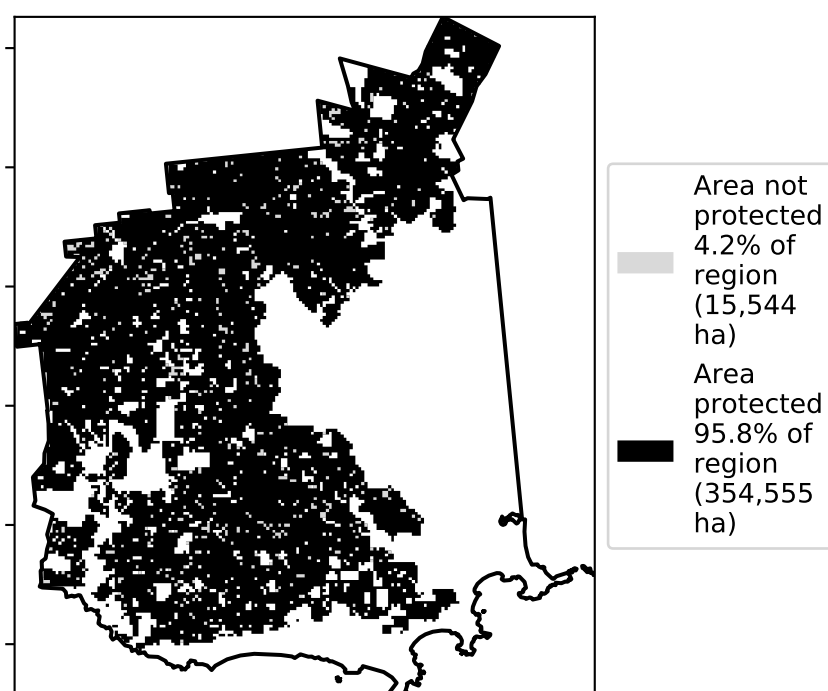 Area not
protected
4.2% of
region
(15,544
ha)
Area
protected
95.8% of
region
(354,555
ha)